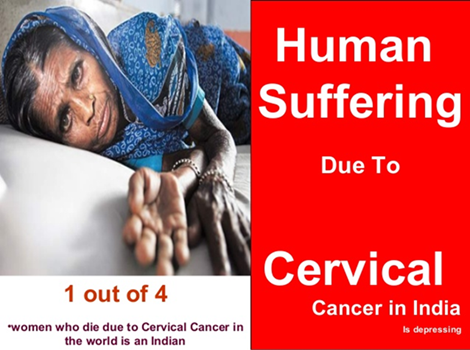 1 out of 4
•women who die due to Cervical Cancer in
the world is an Indian
Human
Suffering
Due To
Cervical
Cancer in India
Is depressing